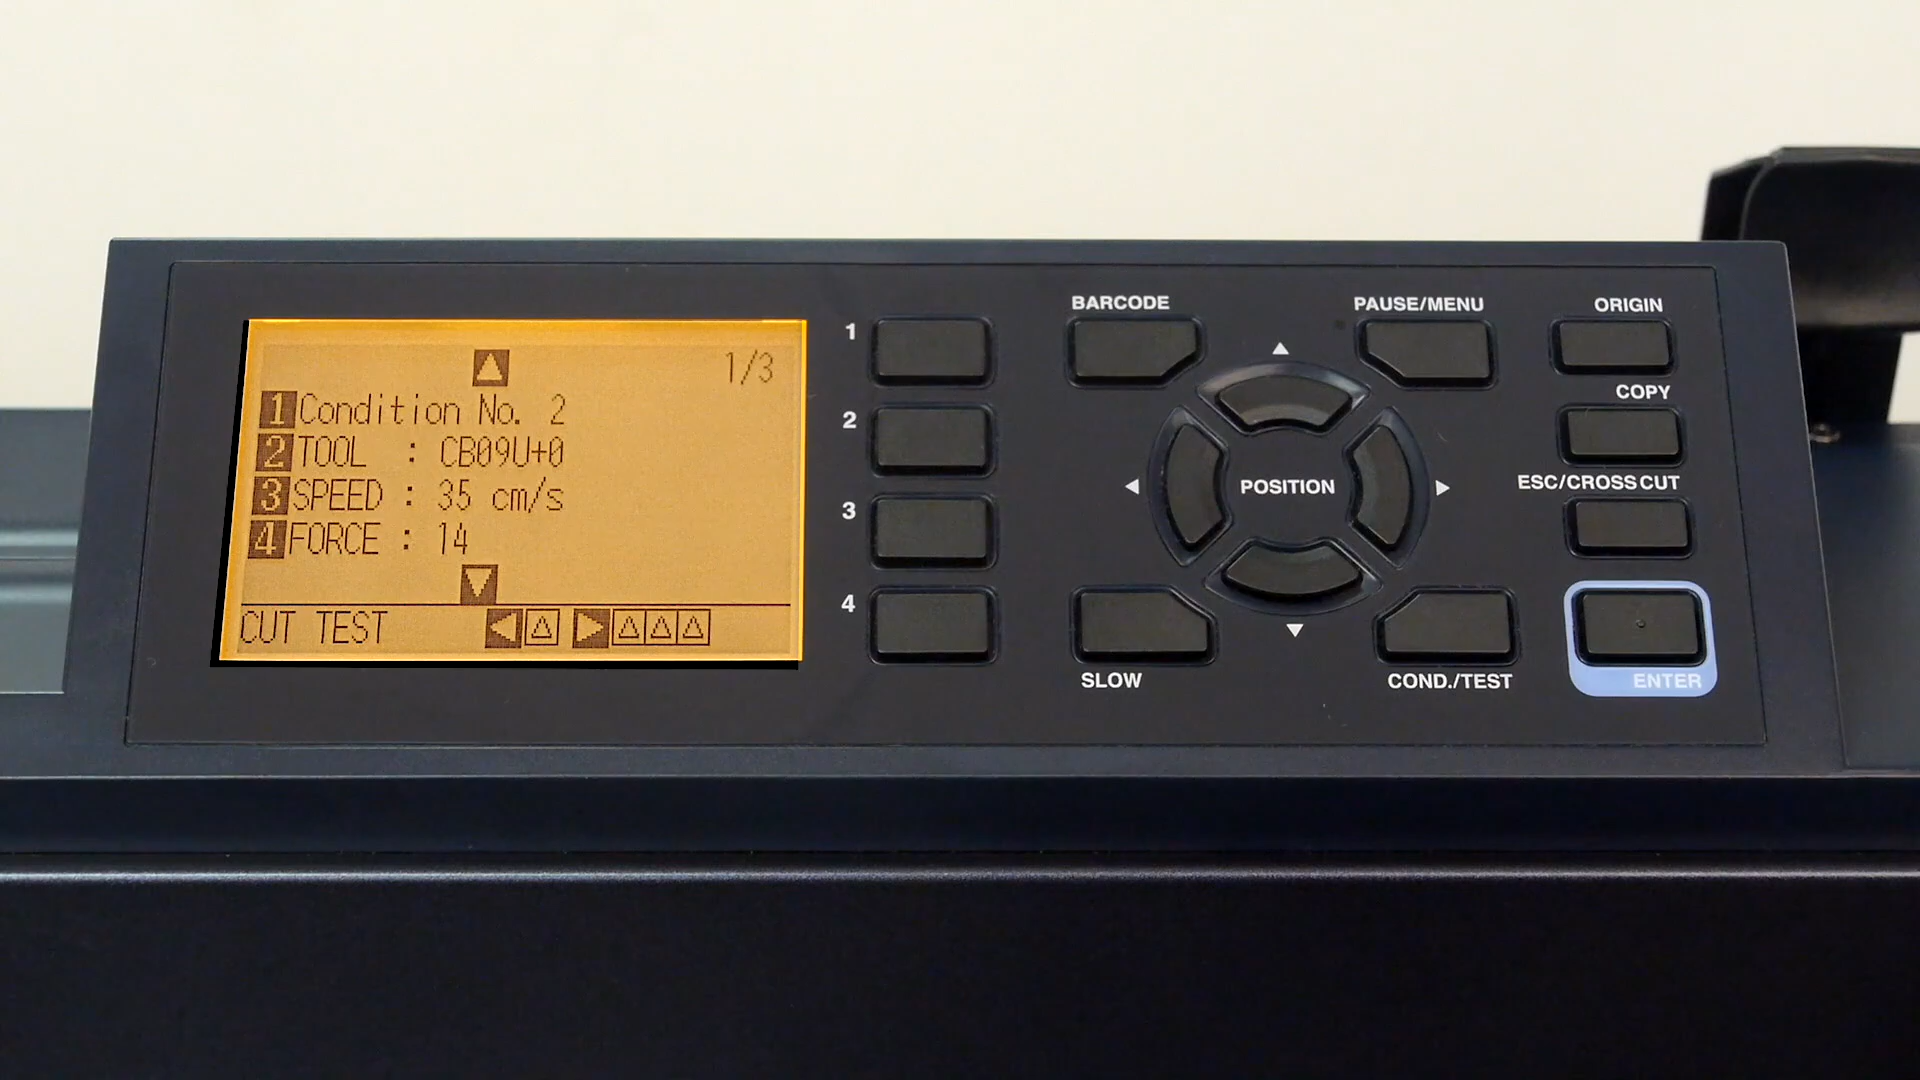 1/3
1 Condition No. 2
2 TOOL : CB09U+0
3 SPEED : 35 cm/s
4 FORCE : 14
CUT TEST
1
2
3
4
BARCODE
PAUSE/MENU
ORIGIN
COPY
POSITION
ESC/CROSS CUT
SLOW
COND./TEST
ENTER